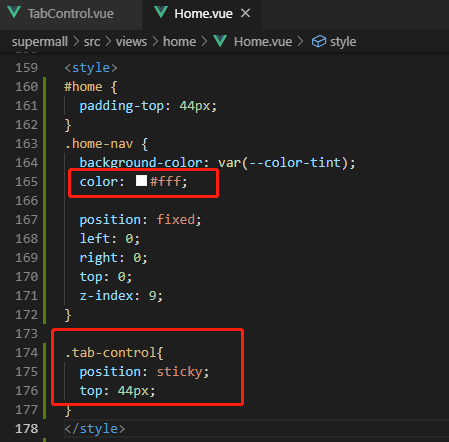 TabControl.vue Home.vue ×
supermall > src > views > home > Home.vue > style
159 <style>
160 #home {
161 padding-top: 44px;
162 }
163 .home-nav {
164 background-color: var(--color-tint);
165 color: #fff;
166
167 position: fixed;
168 left: 0;
169 right: 0;
170 top: 0;
171 z-index: 9;
172 }
173
174 .tab-control{
175 position: sticky;
176 top: 44px;
177 }
178 </style>